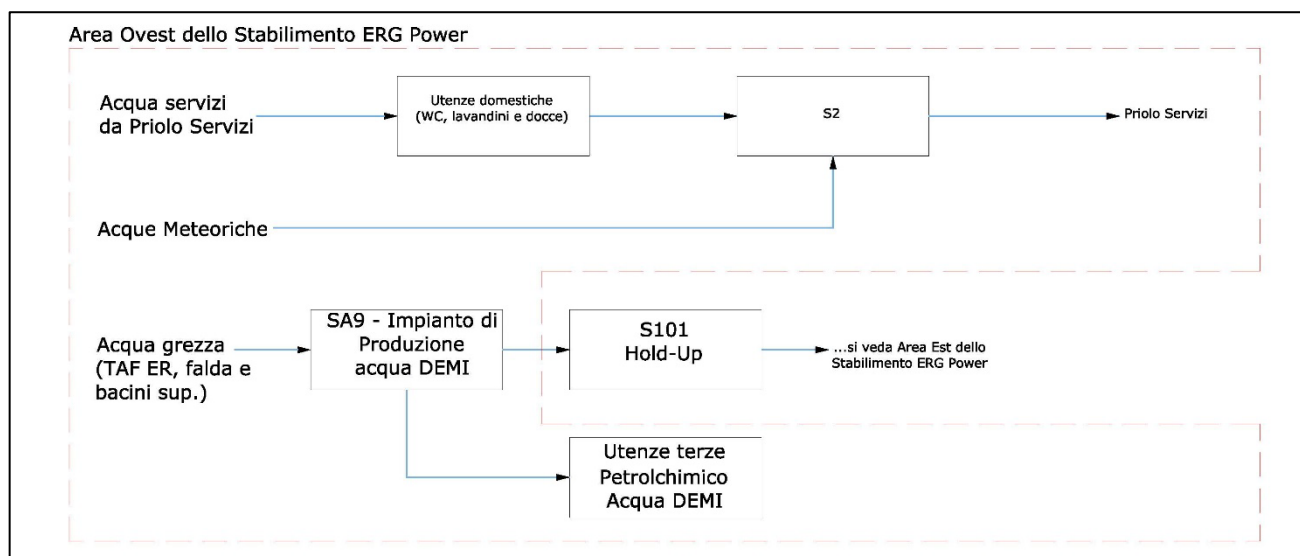 Area Ovest dello Stabilimento ERG Power
Acqua servizi
da Priolo Servizi
Utenze domestiche
(WC, lavandini e docce)
S2
Priolo Servizi
Acque Meteoriche
Acqua grezza
(TAF ER, falda e
bacini sup.)
SA9 - Impianto di
Produzione
acqua DEMI
S101
Hold-Up
...si veda Area Est dello
Stabilimento ERG Power
Utenze terze
Petrolchimico
Acqua DEMI